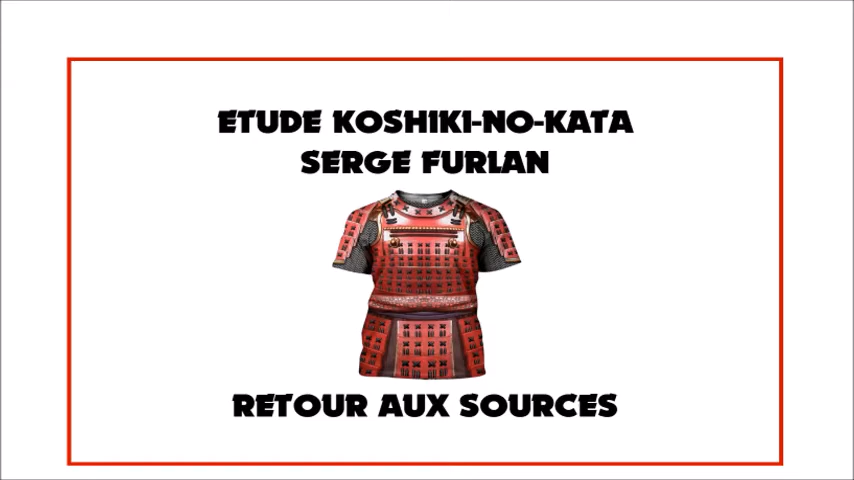 ETUDE KOSHIKI-NO-KATA
SERGE FURLAN
RETOUR AUX SOURCES